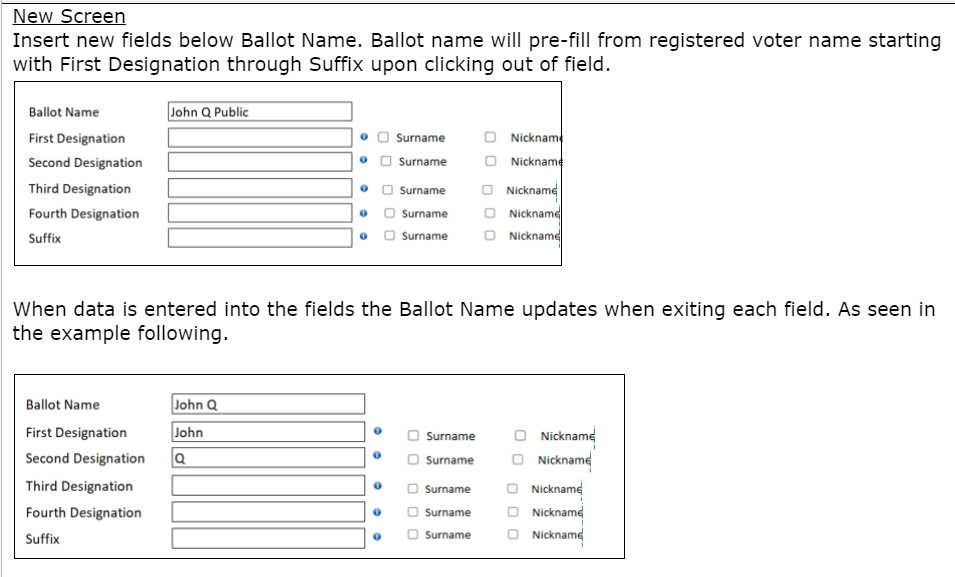 New Screen
Insert new fields below Ballot Name. Ballot name will pre-fill from registered voter name starting
with First Designation through Suffix upon clicking out of field.
Ballot Name John Q Public
First Designation Surname Nickname
Second Designation Surname Nickname
Third Designation Surname Nickname
Fourth Designation Surname Nickname
Suffix Surname Nickname
When data is entered into the fields the Ballot Name updates when exiting each field. As seen in
the example following.
Ballot Name John Q
First Designation John Surname Nickname
Second Designation Q Surname Nickname
Third Designation Surname Nickname
Fourth Designation Surname Nickname
Suffix Surname Nickname